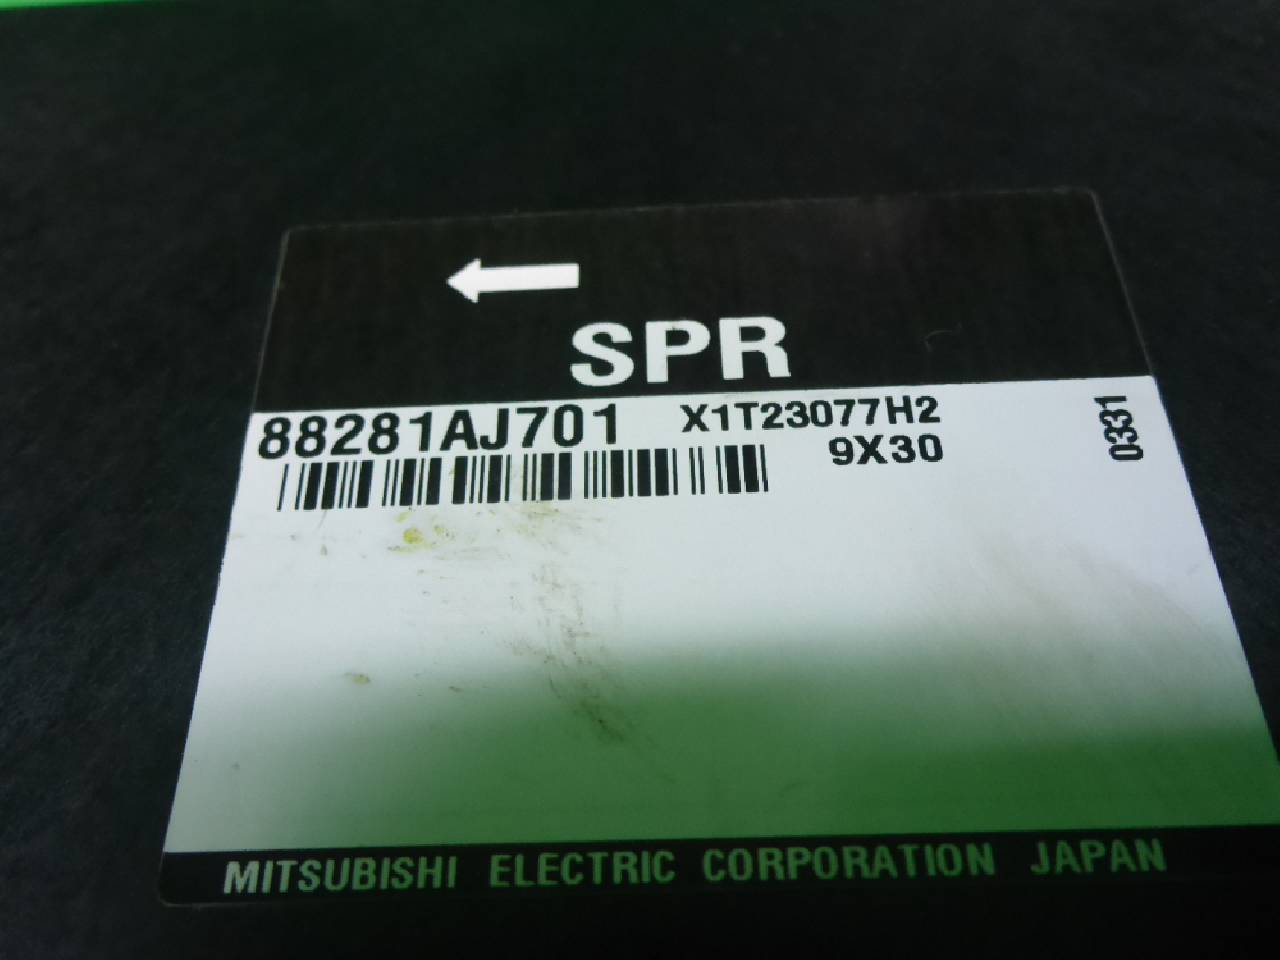 SPR
88281AJ701 X1T23077H2
9X30
0331
MITSUBISHI ELECTRIC CORPORATION JAPAN